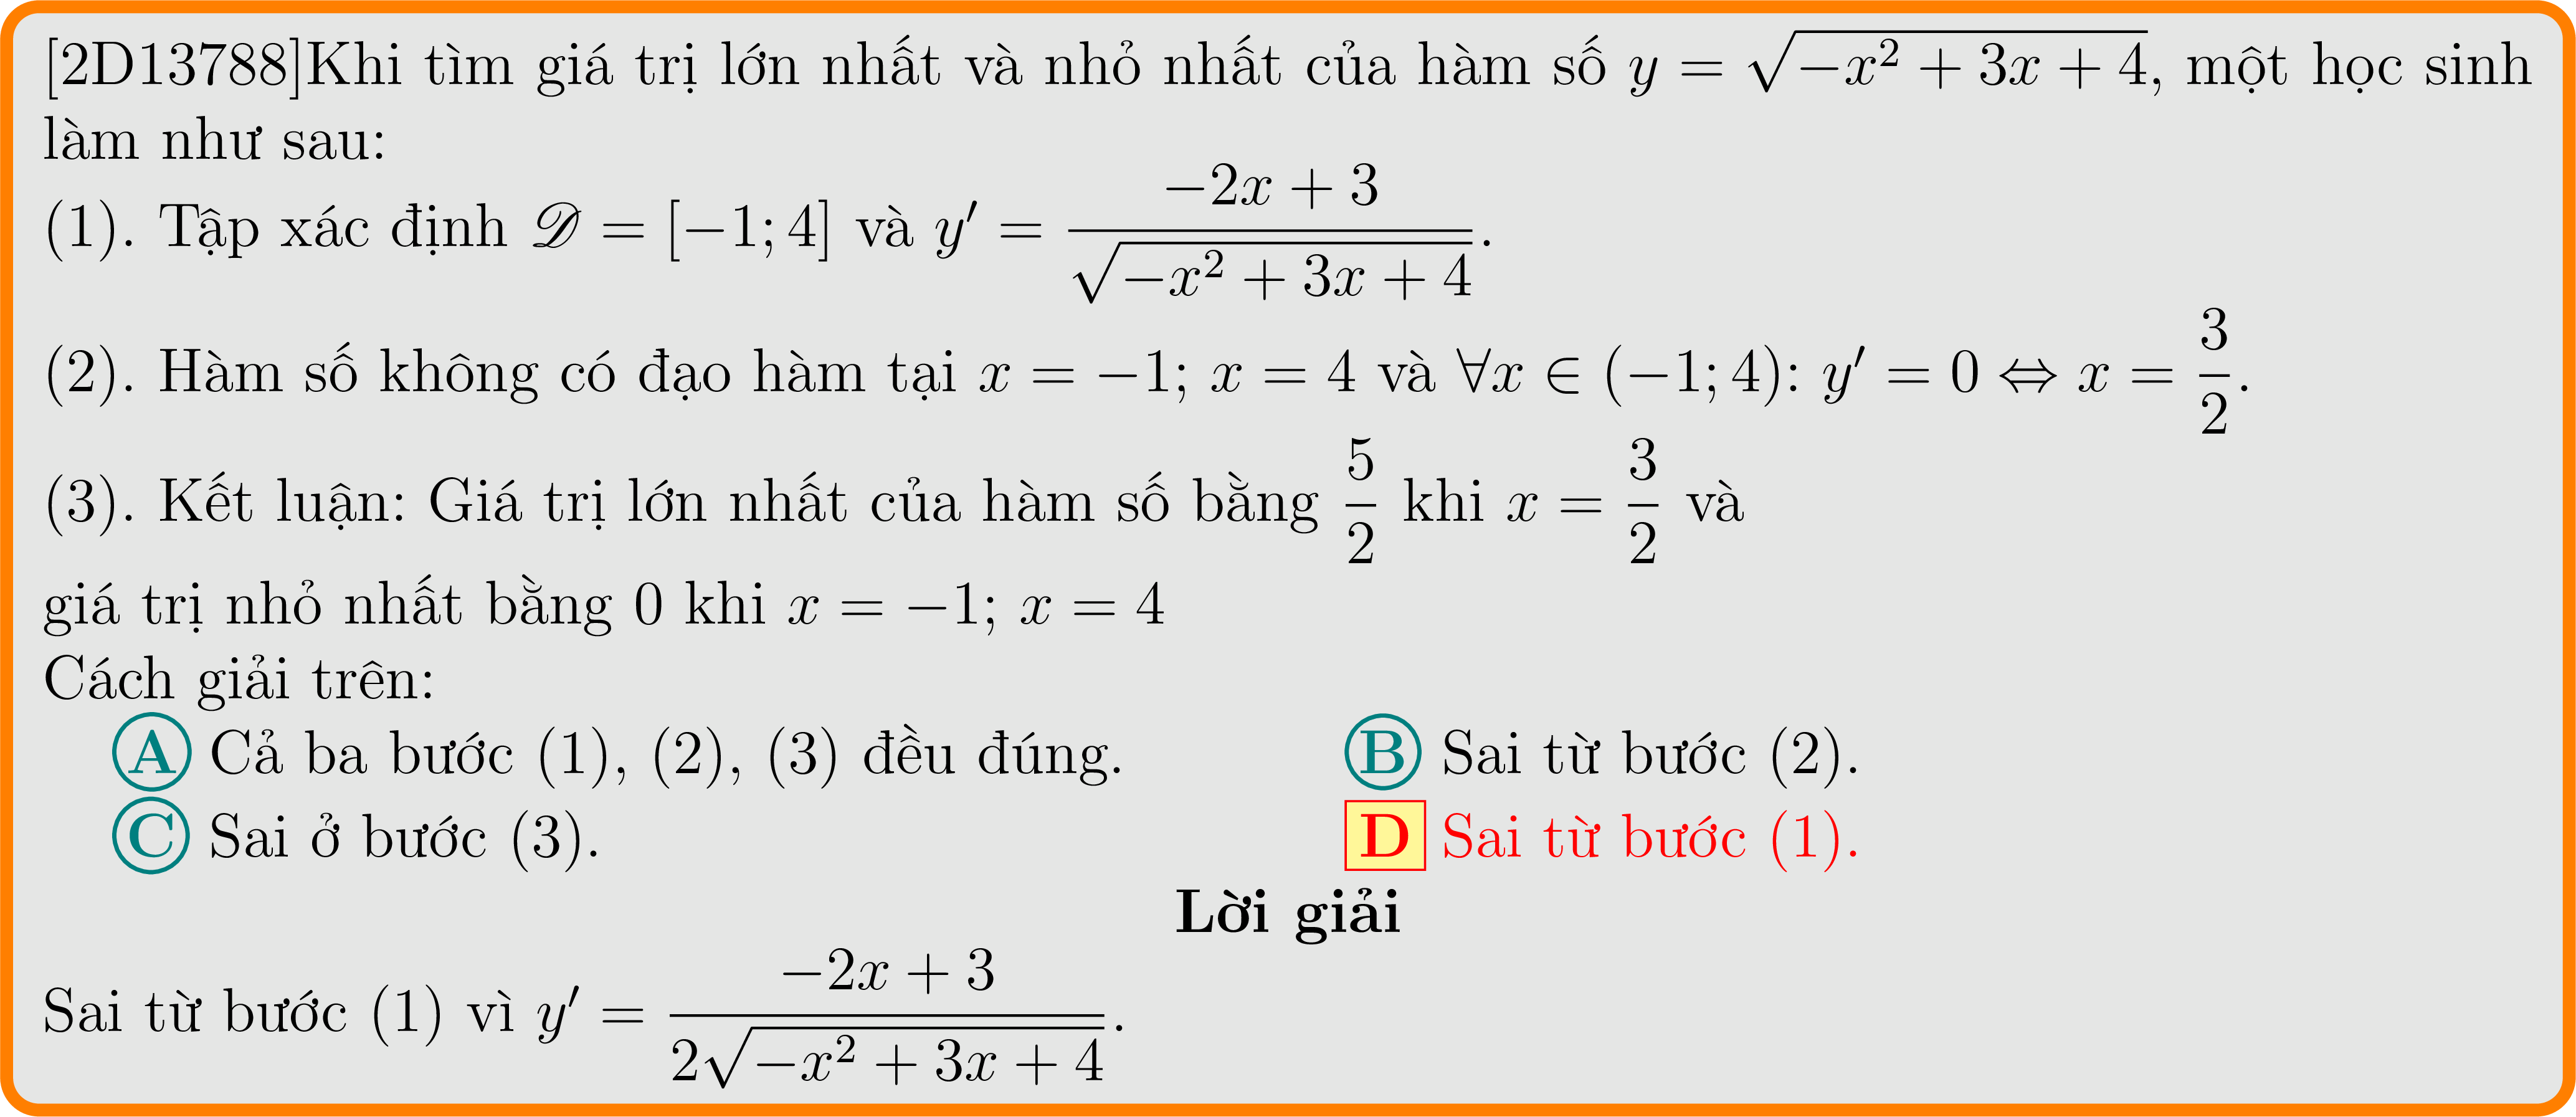 [2D13788]Khi tìm giá trị lớn nhất và nhỏ nhất của hàm số $y = \sqrt{-x^2 + 3x + 4}$, một học sinh
làm như sau:
(1). Tập xác định $\mathscr{D} = [-1; 4]$ và $y' = \dfrac{-2x + 3}{\sqrt{-x^2 + 3x + 4}}$.
(2). Hàm số không có đạo hàm tại $x = -1$; $x = 4$ và $\forall x \in (-1; 4)$: $y' = 0 \Leftrightarrow x = \dfrac{3}{2}$.
(3). Kết luận: Giá trị lớn nhất của hàm số bằng $\dfrac{5}{2}$ khi $x = \dfrac{3}{2}$ và
giá trị nhỏ nhất bằng 0 khi $x = -1$; $x = 4$
Cách giải trên:
A Cả ba bước (1), (2), (3) đều đúng. B Sai từ bước (2).
C Sai ở bước (3). D Sai từ bước (1).
Lời giải
Sai từ bước (1) vì $y' = \dfrac{-2x + 3}{2\sqrt{-x^2 + 3x + 4}}$.